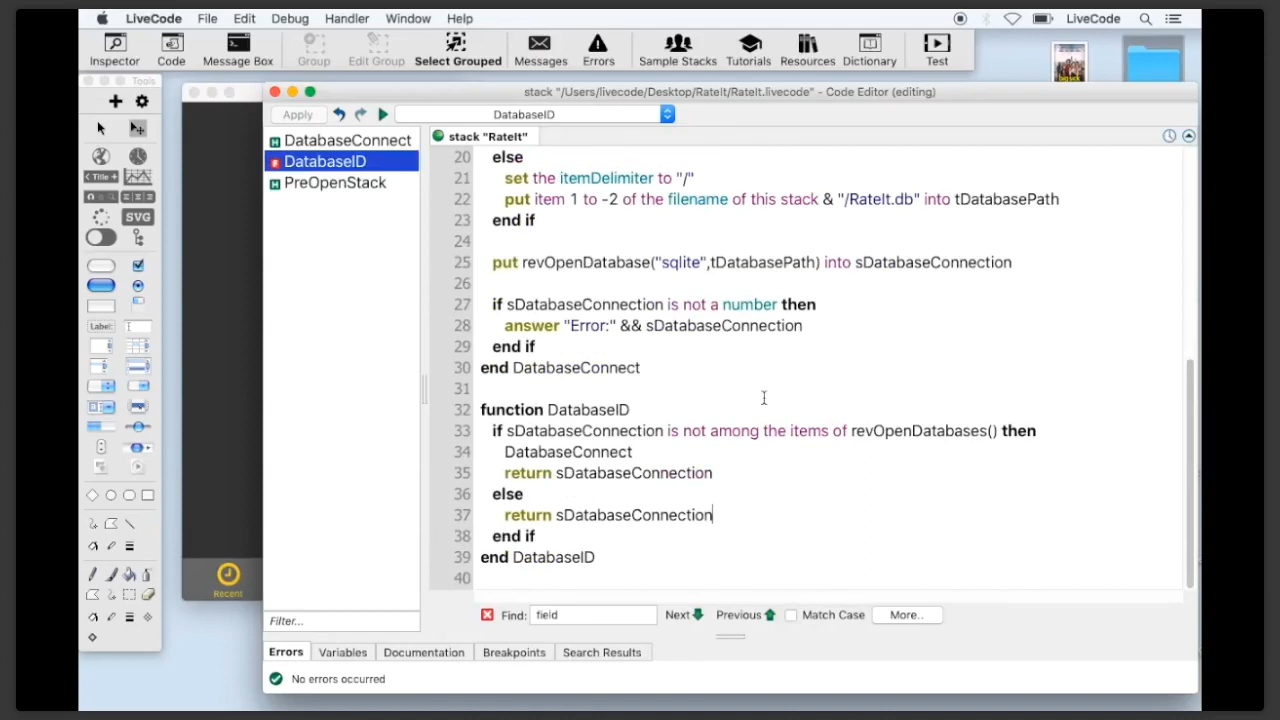 LiveCode File Edit Debug Handler Window Help LiveCode
Inspector Code Message Box Group Edit Group Select Grouped Messages Errors Sample Stacks Tutorials Resources Dictionary Test
Tools
stack "/Users/livecode/Desktop/RateIt/RateIt.livecode" - Code Editor (editing)
Apply DatabaseID
DatabaseConnect
DatabaseID
PreOpenStack
stack "RateIt"
20 else
21 set the itemDelimiter to "/"
22 put item 1 to -2 of the filename of this stack & "/RateIt.db" into tDatabasePath
23 end if
24
25 put revOpenDatabase("sqlite",tDatabasePath) into sDatabaseConnection
26
27 if sDatabaseConnection is not a number then
28 answer "Error:" && sDatabaseConnection
29 end if
30 end DatabaseConnect
31
32 function DatabaseID
33 if sDatabaseConnection is not among the items of revOpenDatabases() then
34 DatabaseConnect
35 return sDatabaseConnection
36 else
37 return sDatabaseConnection
38 end if
39 end DatabaseID
40
Title
SVG
Label:
Recent
Filter...
Find: field Next Previous Match Case More..
Errors Variables Documentation Breakpoints Search Results
No errors occurred